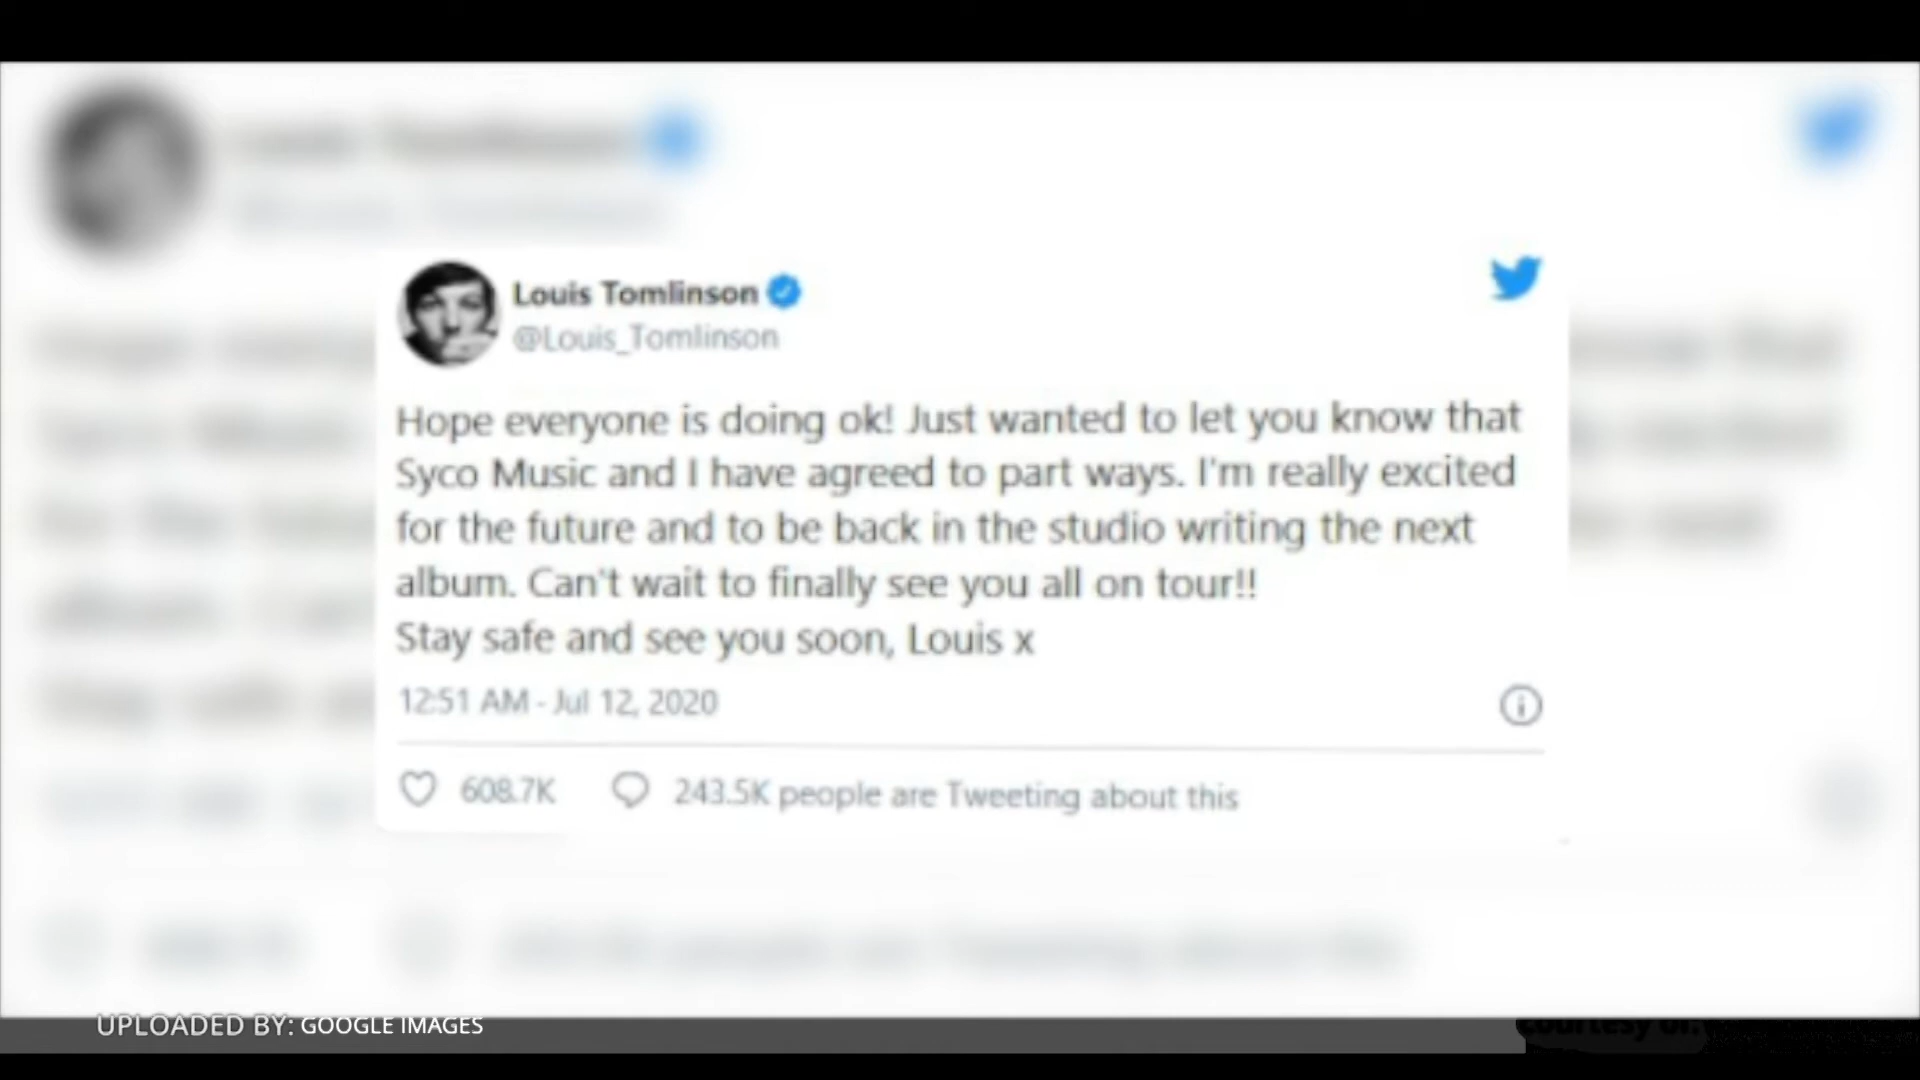 Louis Tomlinson
@Louis_Tomlinson
Hope everyone is doing ok! Just wanted to let you know that
Syco Music and I have agreed to part ways. I'm really excited
for the future and to be back in the studio writing the next
album. Can't wait to finally see you all on tour!!
Stay safe and see you soon, Louis x
12:51 AM - Jul 12, 2020
608.7K 243.5K people are Tweeting about this
UPLOADED BY: GOOGLE IMAGES
courtesy of: